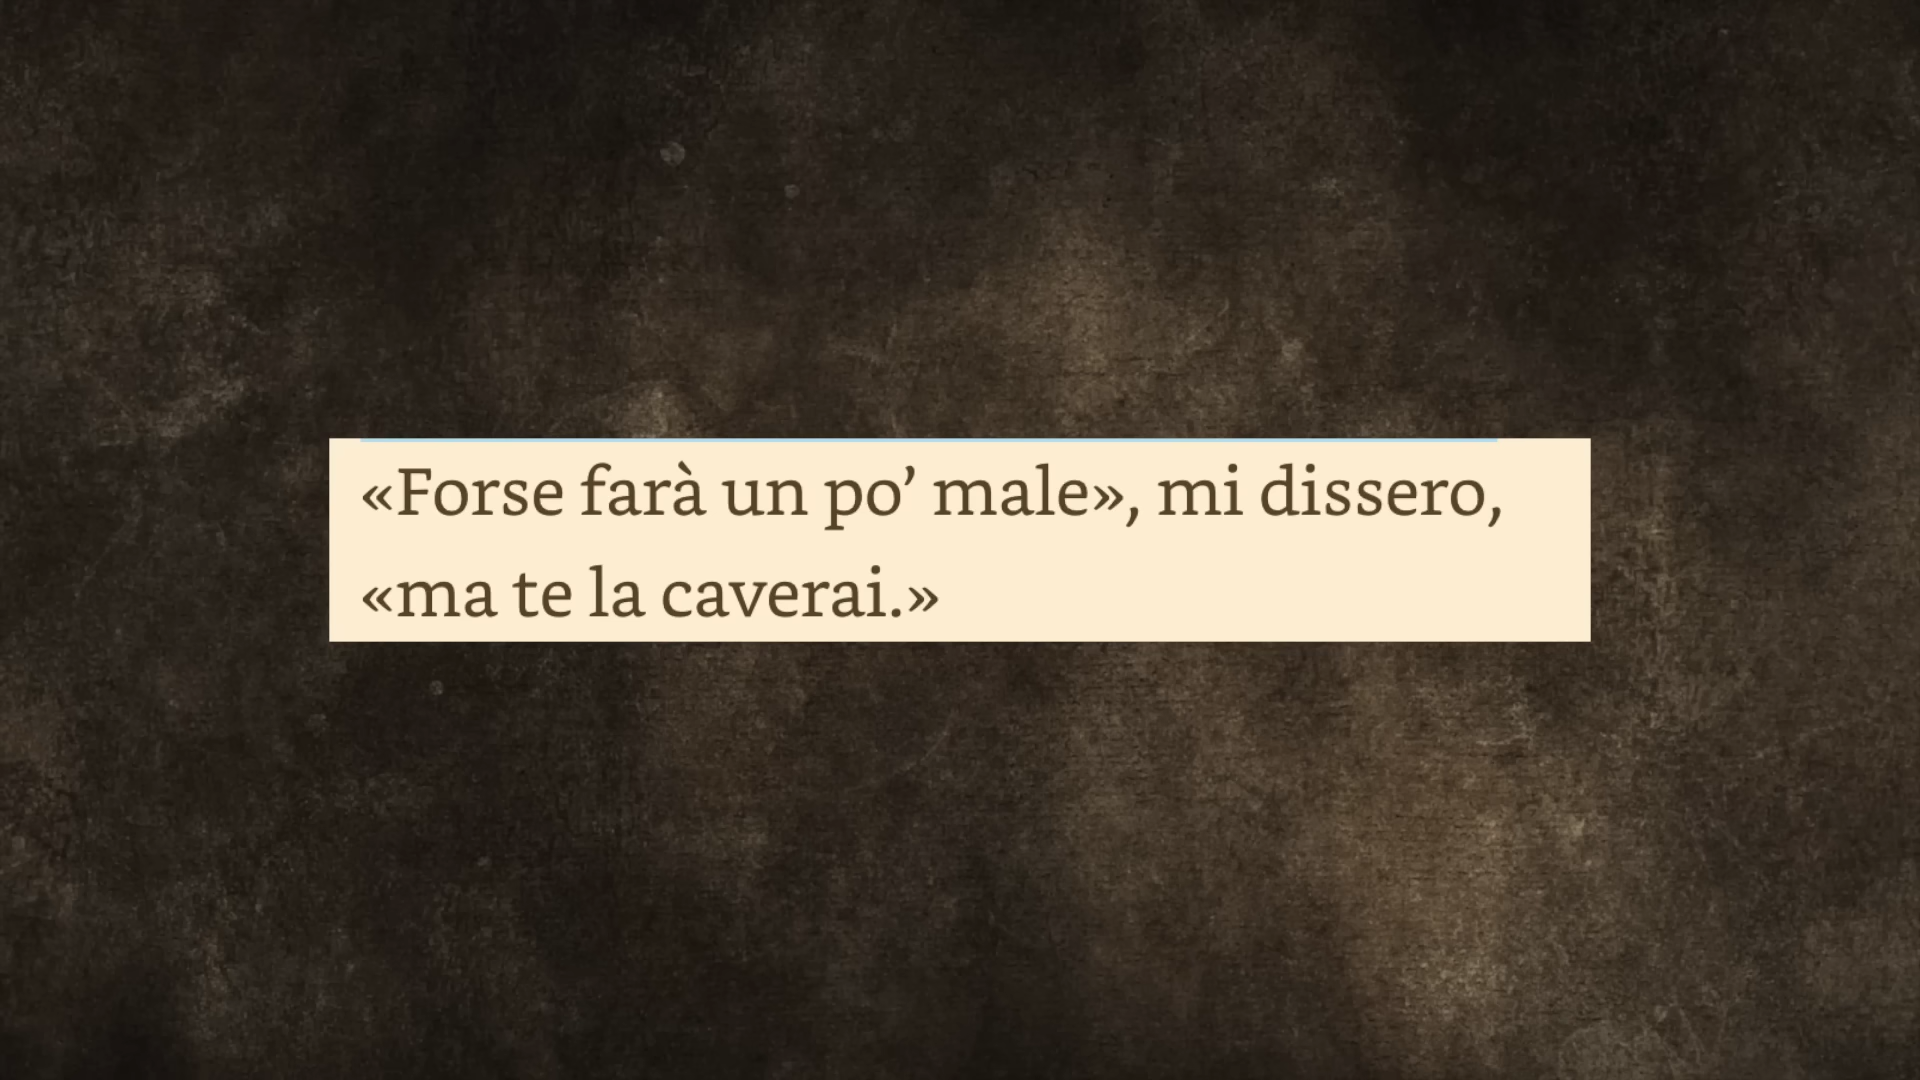 «Forse farà un po’ male», mi dissero,
«ma te la caverai.»